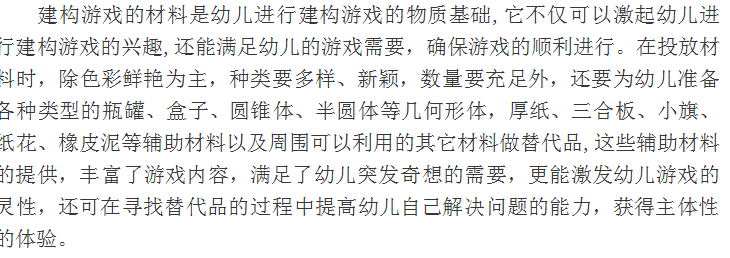 建构游戏的材料是幼儿进行建构游戏的物质基础,它不仅可以激起幼儿进
行建构游戏的兴趣,还能满足幼儿的游戏需要，确保游戏的顺利进行。在投放材
料时，除色彩鲜艳为主，种类要多样、新颖，数量要充足外，还要为幼儿准备
各种类型的瓶罐、盒子、圆锥体、半圆体等几何形体，厚纸、三合板、小旗、
纸花、橡皮泥等辅助材料以及周围可以利用的其它材料做替代品,这些辅助材料
的提供，丰富了游戏内容，满足了幼儿突发奇想的需要，更能激发幼儿游戏的
灵性，还可在寻找替代品的过程中提高幼儿自己解决问题的能力，获得主体性
的体验。